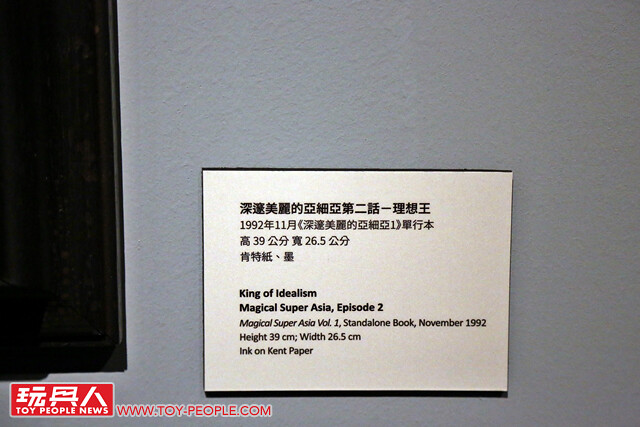 深邃美麗的亞細亞第二話－理想王
1992年11月《深邃美麗的亞細亞1》單行本
高 39 公分 寬 26.5 公分
肯特紙、墨
King of Idealism
Magical Super Asia, Episode 2
Magical Super Asia Vol. 1, Standalone Book, November 1992
Height 39 cm; Width 26.5 cm
Ink on Kent Paper
玩具人
TOY PEOPLE NEWS
WWW.TOY-PEOPLE.COM